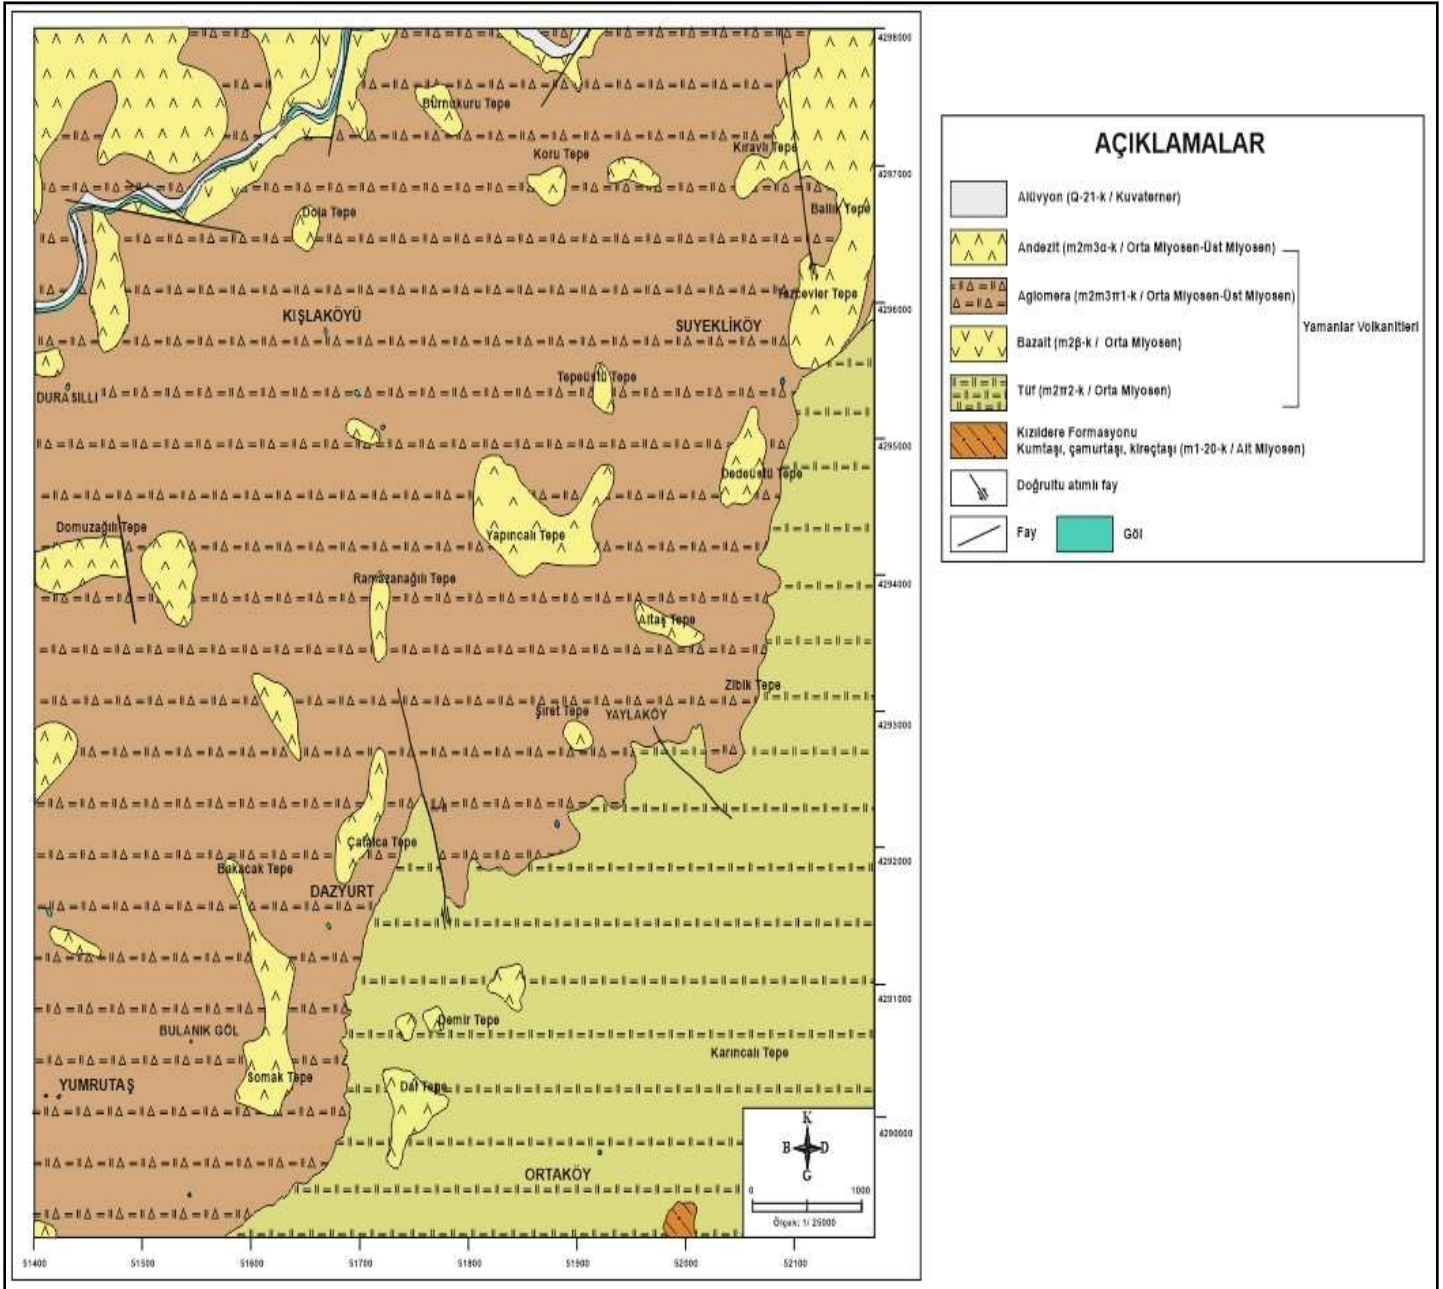 4298000
Burnukuru Tepe
Koru Tepe
Kıravlı Tepe
4297000
Dola Tepe
Ballık Tepe
Tezcevler Tepe
4296000
KIŞLAKÖYÜ
SUYEKLİKÖY
Tepeüstü Tepe
DURASILLI
4295000
Dedeüstü Tepe
Domuzağılı Tepe
Yapıncalı Tepe
Ramazanağılı Tepe
4294000
Altaş Tepe
Zibik Tepe
Şiret Tepe
YAYLAKÖY
4293000
Çatalca Tepe
4292000
Bakacak Tepe
DAZYURT
4291000
Demir Tepe
BULANIK GÖL
Karıncalı Tepe
Somak Tepe
YUMRUTAŞ
Dal Tepe
4290000
ORTAKÖY
K
B D
G
0 1000
Ölçek: 1/ 25000
51400 51500 51600 51700 51800 51900 52000 52100
AÇIKLAMALAR
Alüvyon (Q-21-k / Kuvaterner)
Andezit (m2m3α-k / Orta Miyosen-Üst Miyosen)
Aglomera (m2m3π1-k / Orta Miyosen-Üst Miyosen)
Yamanlar Volkanitleri
Bazalt (m2β-k / Orta Miyosen)
Tüf (m2π2-k / Orta Miyosen)
Kızıldere Formasyonu
Kumtaşı, çamurtaşı, kireçtaşı (m1-20-k / Alt Miyosen)
Doğrultu atımlı fay
Fay
Göl